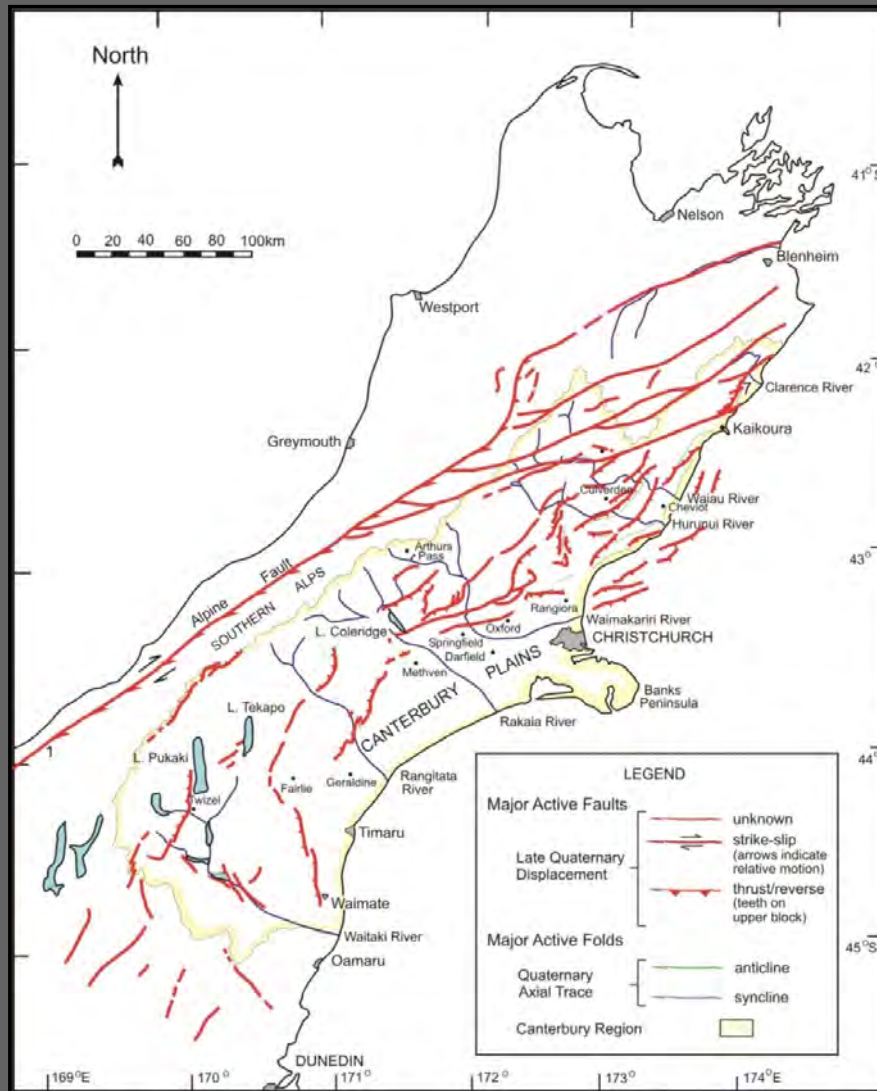 North
0 20 40 60 80 100km
41°S
42°
43°S
44°S
45°S
169°E
170°
171°
172°
173°
174°E
Nelson
Blenheim
Westport
Clarence River
7
Kaikoura
Greymouth
Culverden
Waiau River
Cheviot
Hurunui River
Arthurs
Pass
Alpine Fault
SOUTHERN ALPS
Rangiora
Waimakariri River
L. Coleridge
Oxford
Springfield
CHRISTCHURCH
Darfield
Methven
CANTERBURY PLAINS
Banks
Peninsula
Rakaia River
L. Tekapo
1
L. Pukaki
Rangitata
River
Geraldine
Fairlie
Twizel
Timaru
Waimate
Waitaki River
Oamaru
DUNEDIN
LEGEND
Major Active Faults
Late Quaternary
Displacement
unknown
strike-slip
(arrows indicate
relative motion)
thrust/reverse
(teeth on
upper block)
Major Active Folds
Quaternary
Axial Trace
anticline
syncline
Canterbury Region